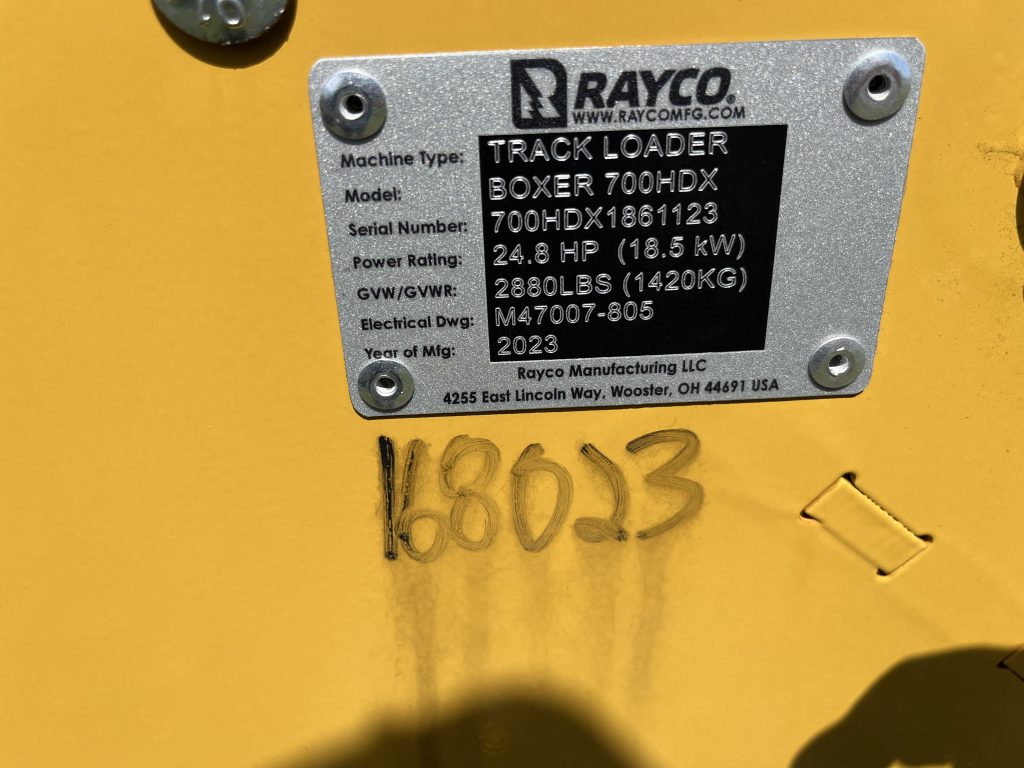 RAYCO®
WWW.RAYCOMFG.COM
Machine Type: TRACK LOADER
Model: BOXER 700HDX
Serial Number: 700HDX1861123
Power Rating: 24.8 HP (18.5 kW)
GVW/GVWR: 2880LBS (1420KG)
Electrical Dwg: M47007-805
Year of Mfg: 2023
Rayco Manufacturing LLC
4255 East Lincoln Way, Wooster, OH 44691 USA
168023